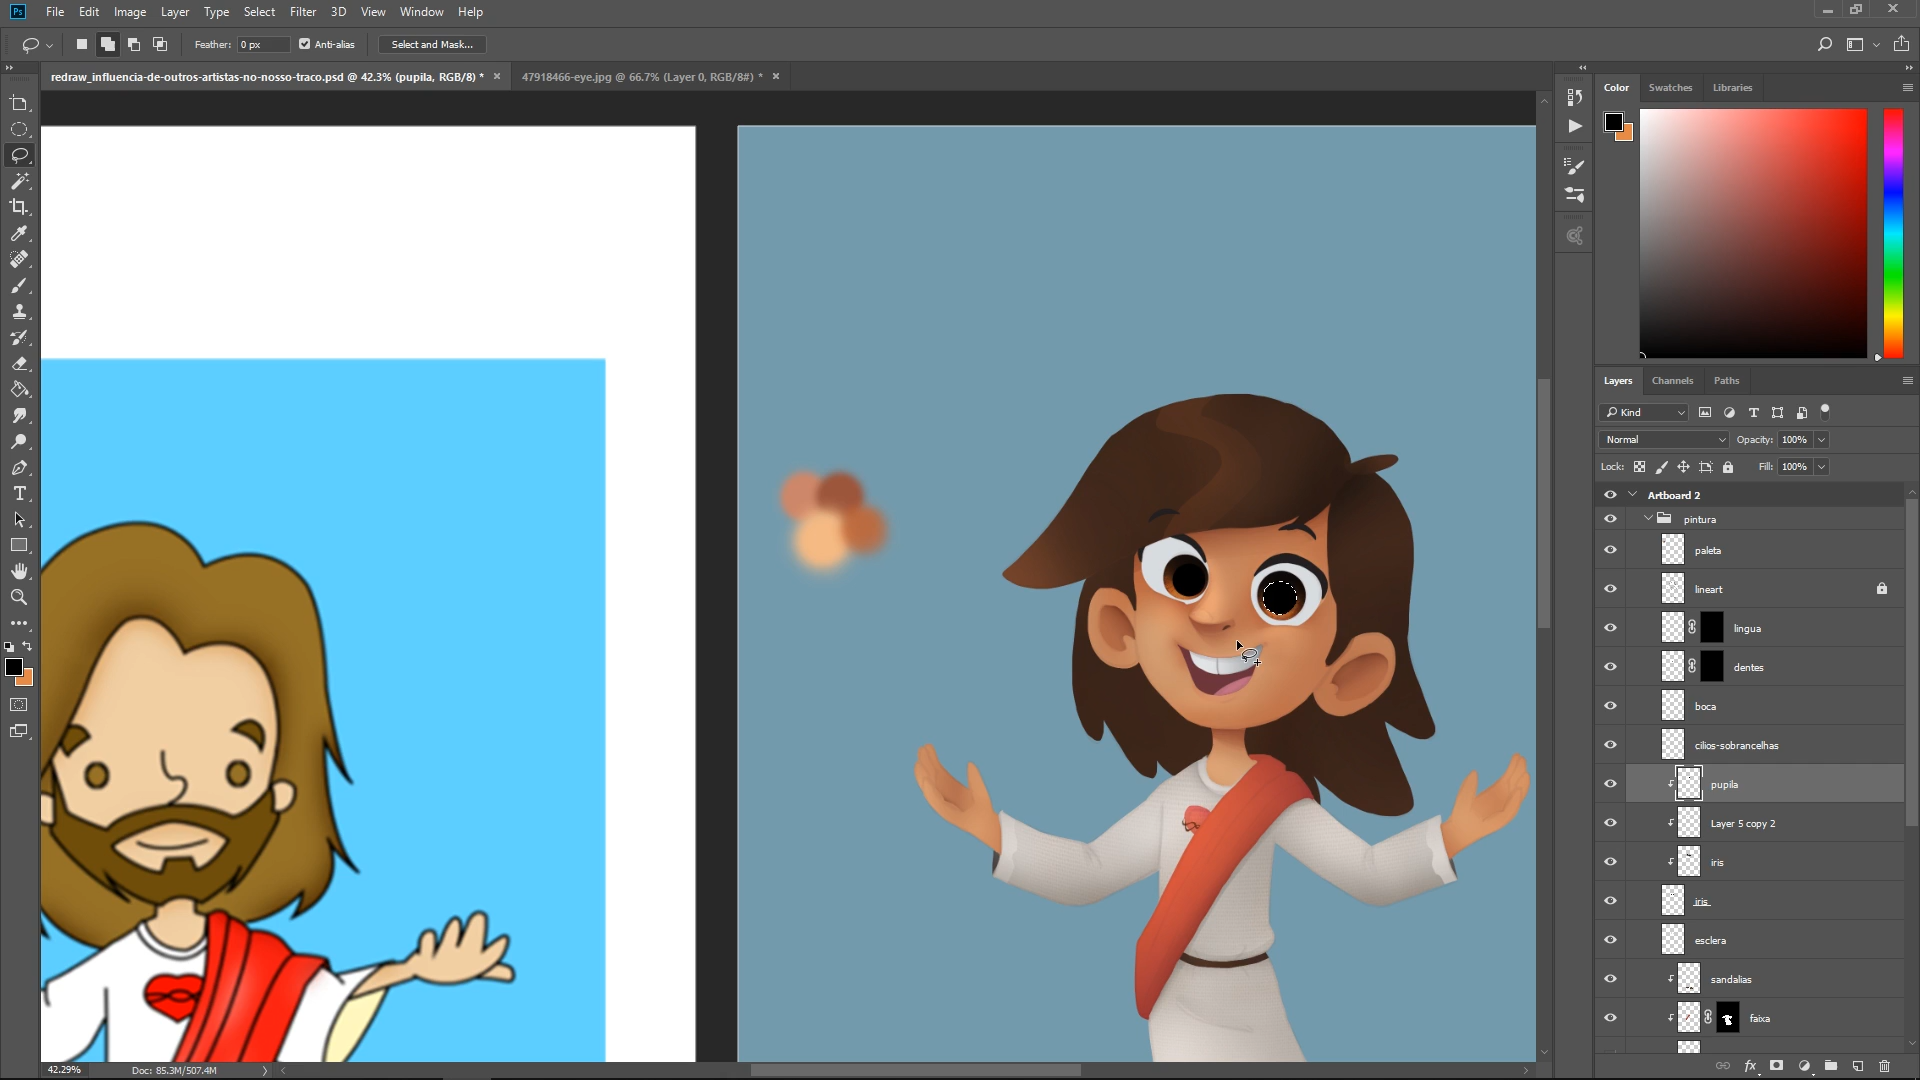 Ps File Edit Image Layer Type Select Filter 3D View Window Help
Feather: 0 px Anti-alias Select and Mask...
redraw_influencia-de-outros-artistas-no-nosso-traco.psd @ 42.3% (pupila, RGB/8) * × 47918466-eye.jpg @ 66.7% (Layer 0, RGB/8#) * ×
Color Swatches Libraries
Layers Channels Paths
Kind
Normal Opacity: 100%
Lock: Fill: 100%
Artboard 2
pintura
paleta
lineart
lingua
dentes
boca
cilios-sobrancelhas
pupila
Layer 5 copy 2
iris
iris
esclera
sandalias
faixa
fx
42.29% Doc: 85.3M/507.4M